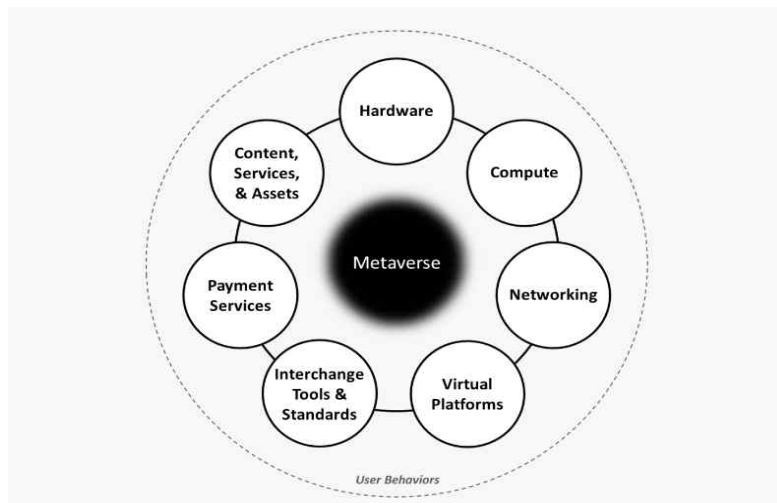 Hardware
Compute
Networking
Virtual
Platforms
Interchange
Tools &
Standards
Payment
Services
Content,
Services,
& Assets
Metaverse
User Behaviors